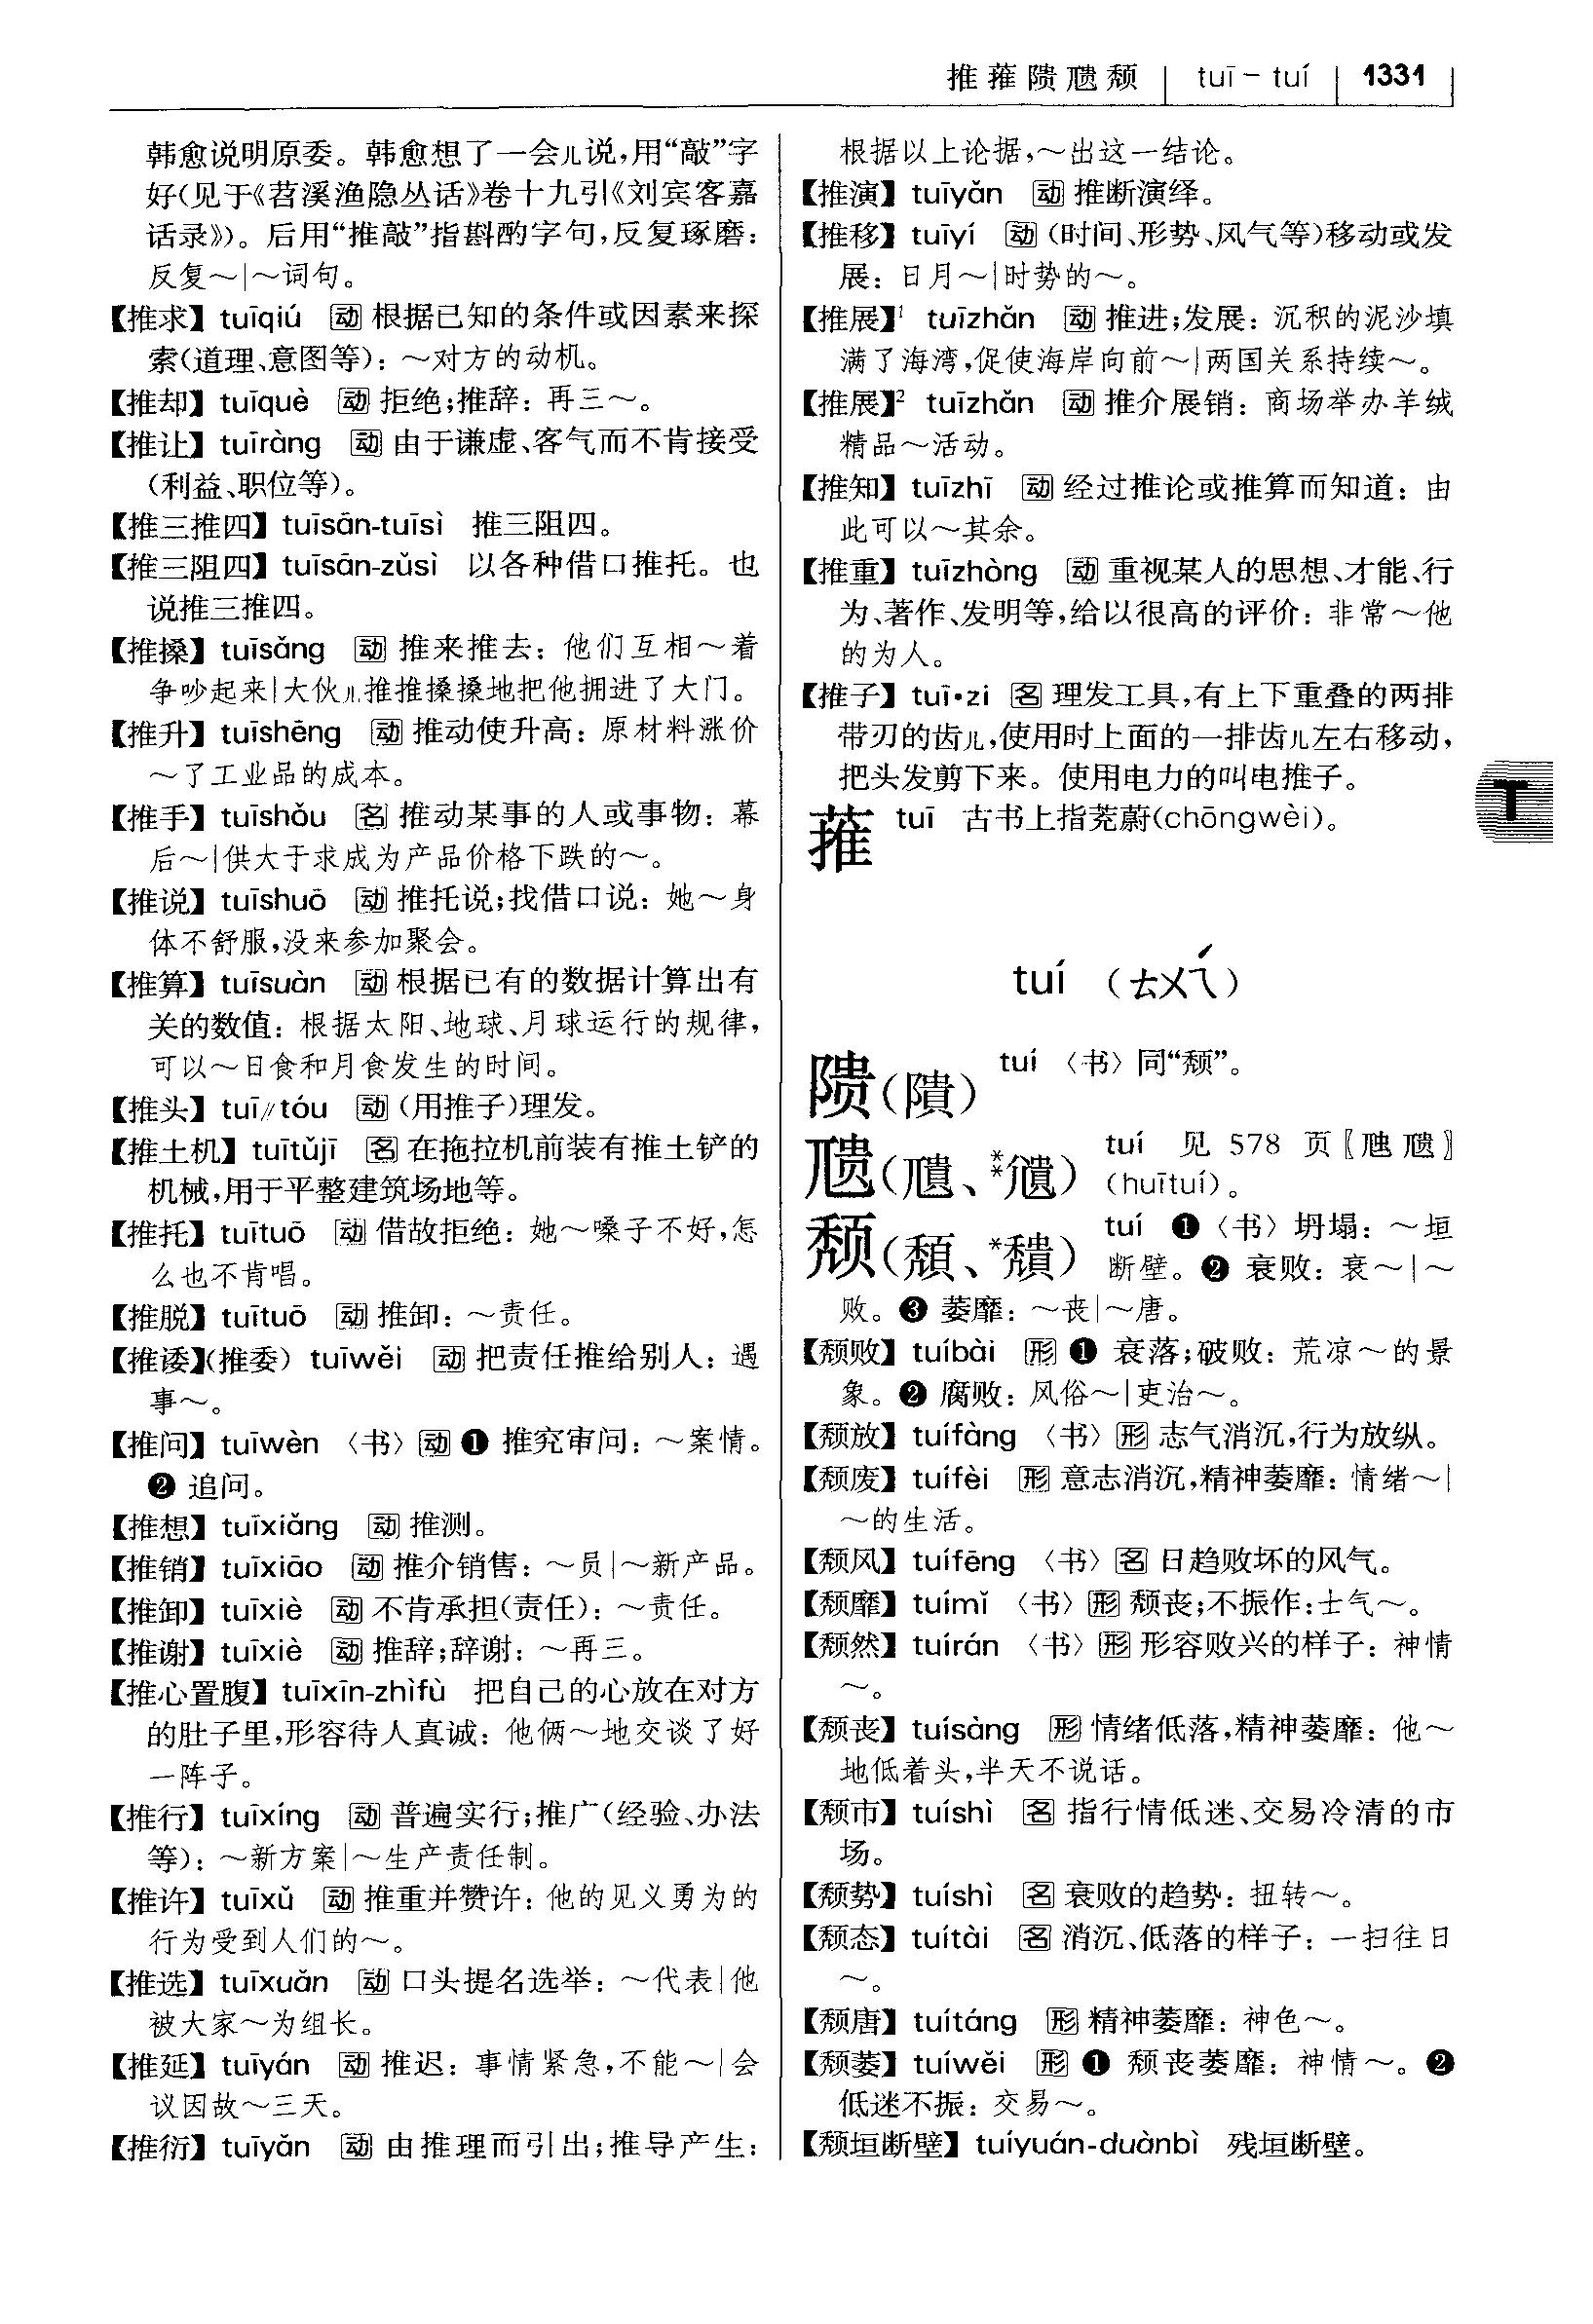 推 蓷 隤 𰀨 颓 tuī－tuí 1331
韩愈说明原委。韩愈想了一会儿说，用“敲”字
好（见于《苕溪渔隐丛话》卷十九引《刘宾客嘉
话录》）。后用“推敲”指斟酌字句，反复琢磨：
反复～|～词句。
【推求】tuīqiú 动 根据已知的条件或因素来探
索（道理、意图等）：～对方的动机。
【推却】tuīquè 动 拒绝；推辞：再三～。
【推让】tuīràng 动 由于谦虚、客气而不肯接受
（利益、职位等）。
【推三推四】tuīsān-tuīsì 推三阻四。
【推三阻四】tuīsān-zǔsì 以各种借口推托。也
说推三推四。
【推搡】tuīsǎng 动 推来推去：他们互相～着
争吵起来|大伙儿推推搡搡地把他拥进了大门。
【推升】tuīshēng 动 推动使升高：原材料涨价
～了工业品的成本。
【推手】tuīshǒu 名 推动某事的人或事物：幕
后～|供大于求成为产品价格下跌的～。
【推说】tuīshuō 动 推托说；找借口说：她～身
体不舒服，没来参加聚会。
【推算】tuīsuàn 动 根据已有的数据计算出有
关的数值：根据太阳、地球、月球运行的规律，
可以～日食和月食发生的时间。
【推头】tuī//tóu 动（用推子）理发。
【推土机】tuītǔjī 名 在拖拉机前装有推土铲的
机械，用于平整建筑场地等。
【推托】tuītuō 动 借故拒绝：她～嗓子不好，怎
么也不肯唱。
【推脱】tuītuō 动 推卸：～责任。
【推诿】（推委）tuīwěi 动 把责任推给别人：遇
事～。
【推问】tuīwèn 〈书〉动 ❶ 推究审问：～案情。
❷ 追问。
【推想】tuīxiǎng 动 推测。
【推销】tuīxiāo 动 推介销售：～员|～新产品。
【推卸】tuīxiè 动 不肯承担（责任）：～责任。
【推谢】tuīxiè 动 推辞；辞谢：～再三。
【推心置腹】tuīxīn-zhìfù 把自己的心放在对方
的肚子里，形容待人真诚：他俩～地交谈了好
一阵子。
【推行】tuīxíng 动 普遍实行；推广（经验、办法
等）：～新方案|～生产责任制。
【推许】tuīxǔ 动 推重并赞许：他的见义勇为的
行为受到人们的～。
【推选】tuīxuǎn 动 口头提名选举：～代表|他
被大家～为组长。
【推延】tuīyán 动 推迟：事情紧急，不能～|会
议因故～三天。
【推衍】tuīyǎn 动 由推理而引出；推导产生：
根据以上论据，～出这一结论。
【推演】tuīyǎn 动 推断演绎。
【推移】tuīyí 动（时间、形势、风气等）移动或发
展：日月～|时势的～。
【推展】¹ tuīzhǎn 动 推进；发展：沉积的泥沙填
满了海湾，促使海岸向前～|两国关系持续～。
【推展】² tuīzhǎn 动 推介展销：商场举办羊绒
精品～活动。
【推知】tuīzhī 动 经过推论或推算而知道：由
此可以～其余。
【推重】tuīzhòng 动 重视某人的思想、才能、行
为、著作、发明等，给以很高的评价：非常～他
的为人。
【推子】tuī·zi 名 理发工具，有上下重叠的两排
带刃的齿儿，使用时上面的一排齿儿左右移动，
把头发剪下来。使用电力的叫电推子。
蓷 tuī 古书上指茺蔚(chōngwèi)。
T
tuí （ㄊㄨㄟˊ）
𬯎（隤） tuí 〈书〉同“颓”。
（ tuí 见 578 页
(huītuí)。
颓（頹、*穨） tuí ❶〈书〉坍塌：～垣
断壁。❷ 衰败：衰～|～
败。❸ 萎靡：～丧|～唐。
【颓败】tuíbài 形 ❶ 衰落；破败：荒凉～的景
象。❷ 腐败：风俗～|吏治～。
【颓放】tuífàng 〈书〉形 志气消沉，行为放纵。
【颓废】tuífèi 形 意志消沉，精神萎靡：情绪～|
～的生活。
【颓风】tuífēng 〈书〉名 日趋败坏的风气。
【颓靡】tuímǐ 〈书〉形 颓丧；不振作：士气～。
【颓然】tuírán 〈书〉形 形容败兴的样子：神情
～。
【颓丧】tuísàng 形 情绪低落，精神萎靡：他～
地低着头，半天不说话。
【颓市】tuíshì 名 指行情低迷、交易冷清的市
场。
【颓势】tuíshì 名 衰败的趋势：扭转～。
【颓态】tuítài 名 消沉、低落的样子：一扫往日
～。
【颓唐】tuítáng 形 精神萎靡：神色～。
【颓萎】tuíwěi 形 ❶ 颓丧萎靡：神情～。❷
低迷不振：交易～。
【颓垣断壁】tuíyuán-duànbì 残垣断壁。